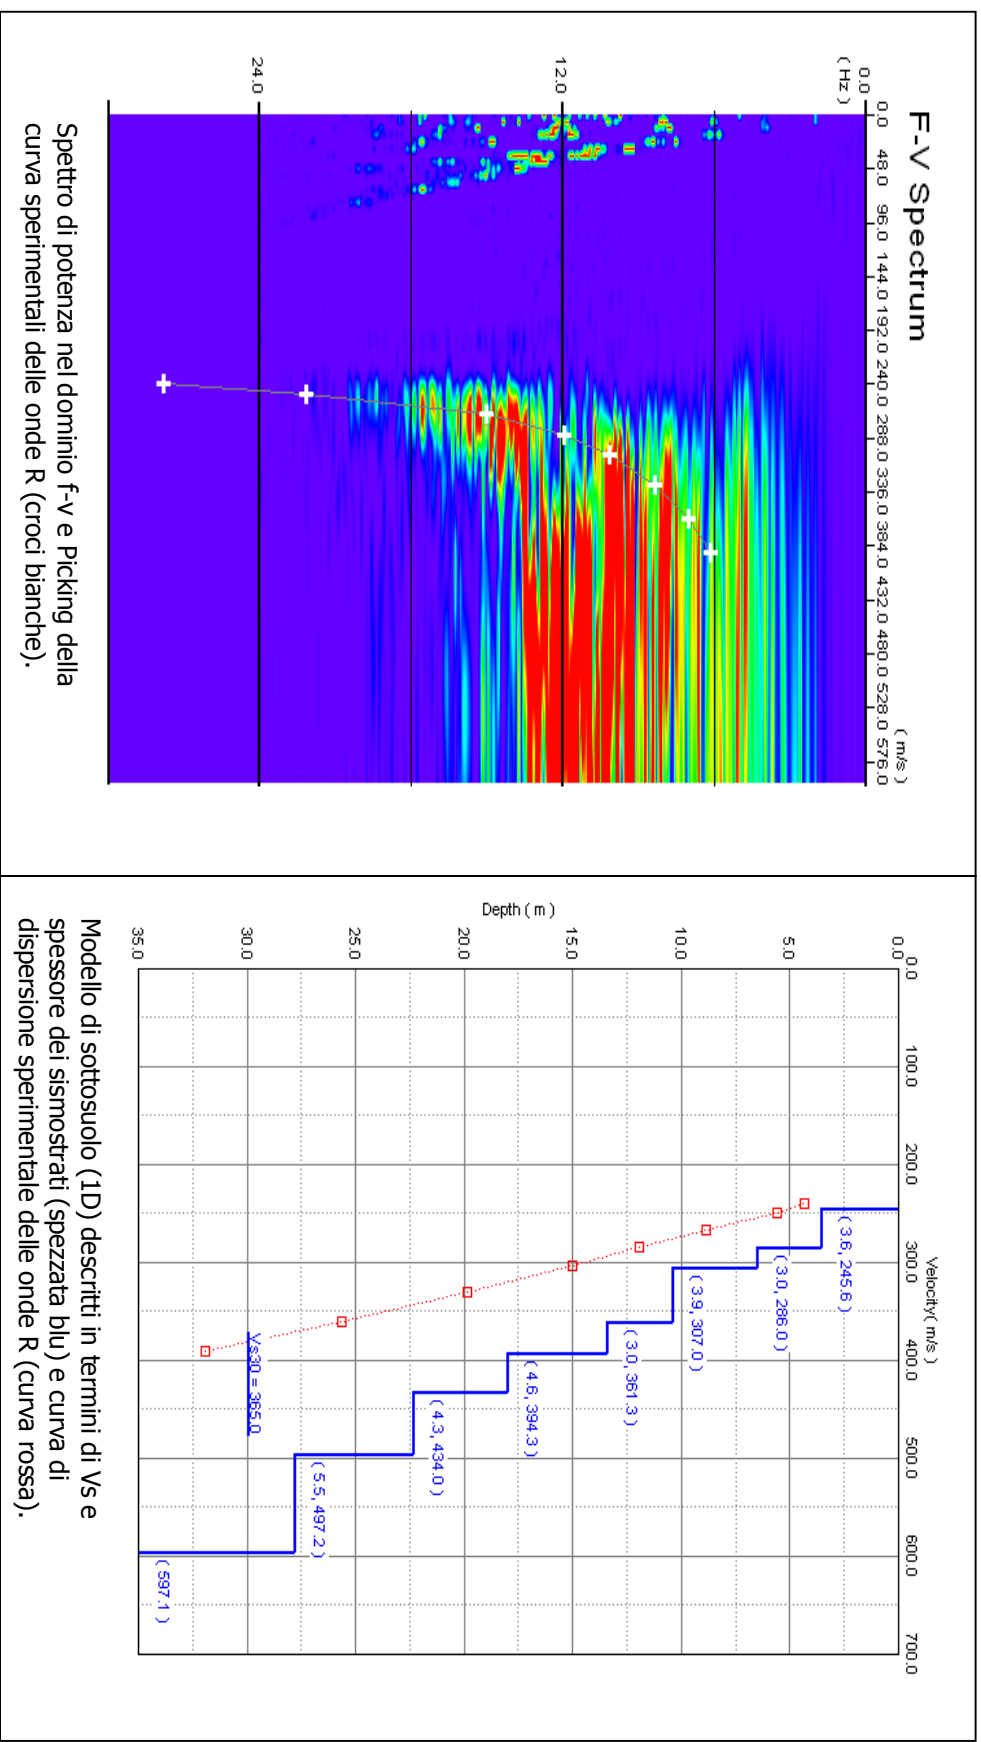 F-V Spectrum
( m/s )
0.0 48.0 96.0 144.0 192.0 240.0 288.0 336.0 384.0 432.0 480.0 528.0 576.0
0.0
( Hz )
12.0
24.0
Spettro di potenza nel dominio f-v e Picking della
curva sperimentali delle onde R (croci bianche).
Velocity( m/s )
0.0 100.0 200.0 300.0 400.0 500.0 600.0 700.0
Depth ( m )
0.0
5.0
10.0
15.0
20.0
25.0
30.0
35.0
( 3.6, 245.6 )
( 3.0, 286.0 )
( 3.9, 307.0 )
( 3.0, 361.3 )
( 4.6, 394.3 )
( 4.3, 434.0 )
( 5.5, 497.2 )
Vs30 = 365.0
( 597.1 )
Modello di sottosuolo (1D) descritti in termini di Vs e
spessore dei sismostrati (spezzata blu) e curva di
dispersione sperimentale delle onde R (curva rossa).